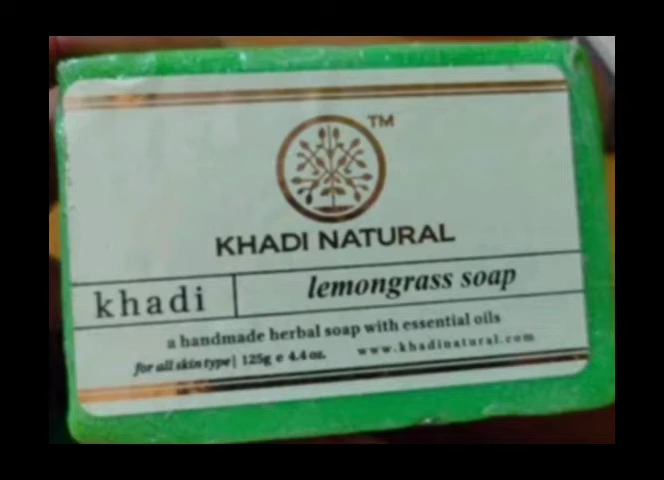 TM
KHADI NATURAL
khadi
lemongrass soap
a handmade herbal soap with essential oils
for all skin type| 125g e 4.4 oz. www.khadinatural.com